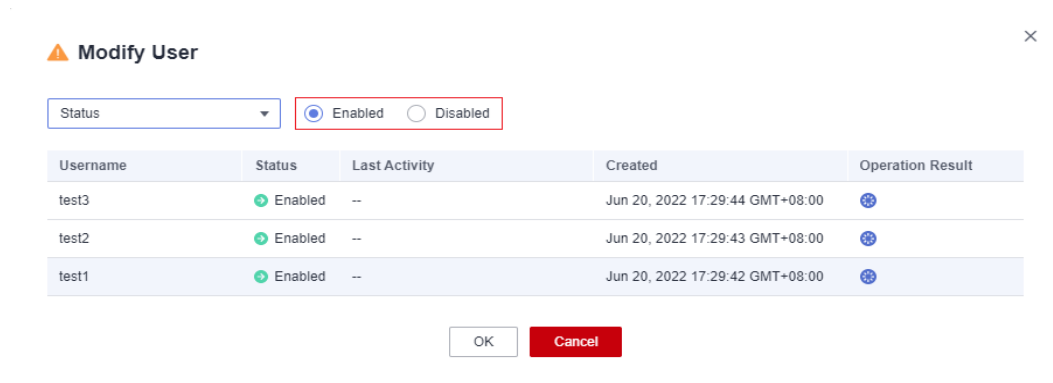 Modify User
Status Enabled Disabled
Username Status Last Activity Created Operation Result
test3 Enabled -- Jun 20, 2022 17:29:44 GMT+08:00
test2 Enabled -- Jun 20, 2022 17:29:43 GMT+08:00
test1 Enabled -- Jun 20, 2022 17:29:42 GMT+08:00
OK Cancel